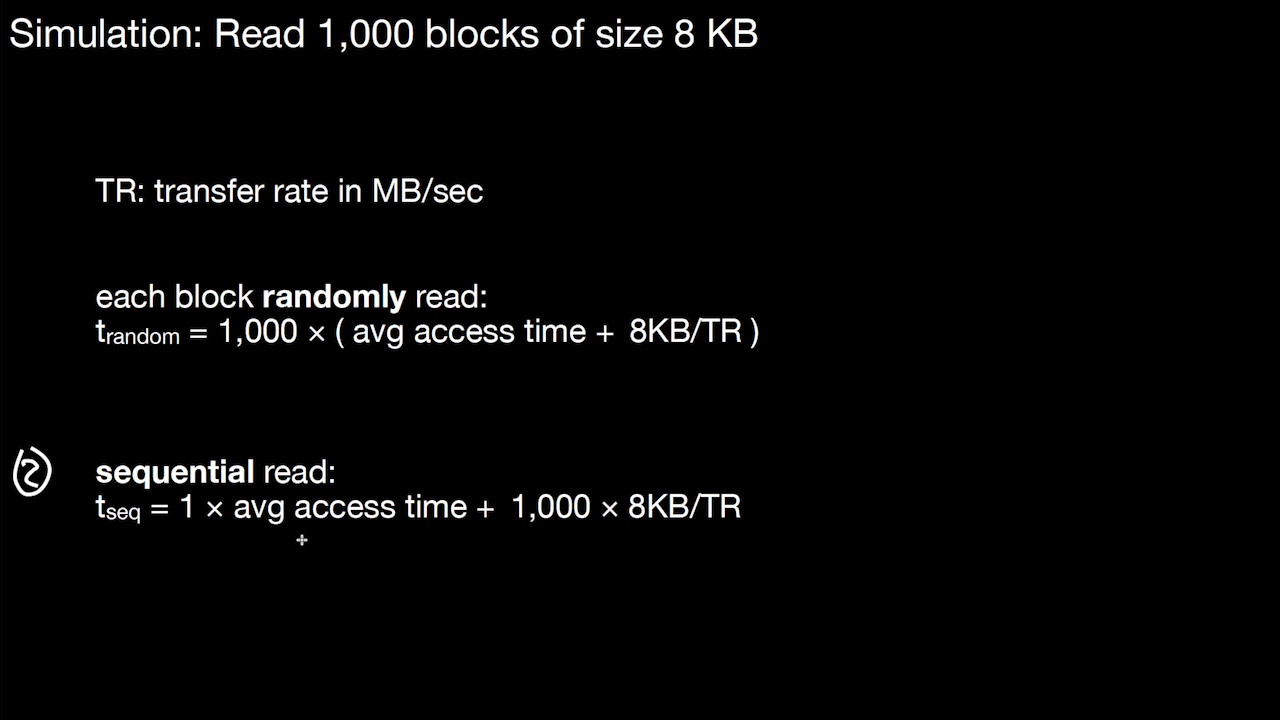 Simulation: Read 1,000 blocks of size 8 KB
TR: transfer rate in MB/sec
each block randomly read:
trandom = 1,000 × ( avg access time + 8KB/TR )
2
sequential read:
tseq = 1 × avg access time + 1,000 × 8KB/TR